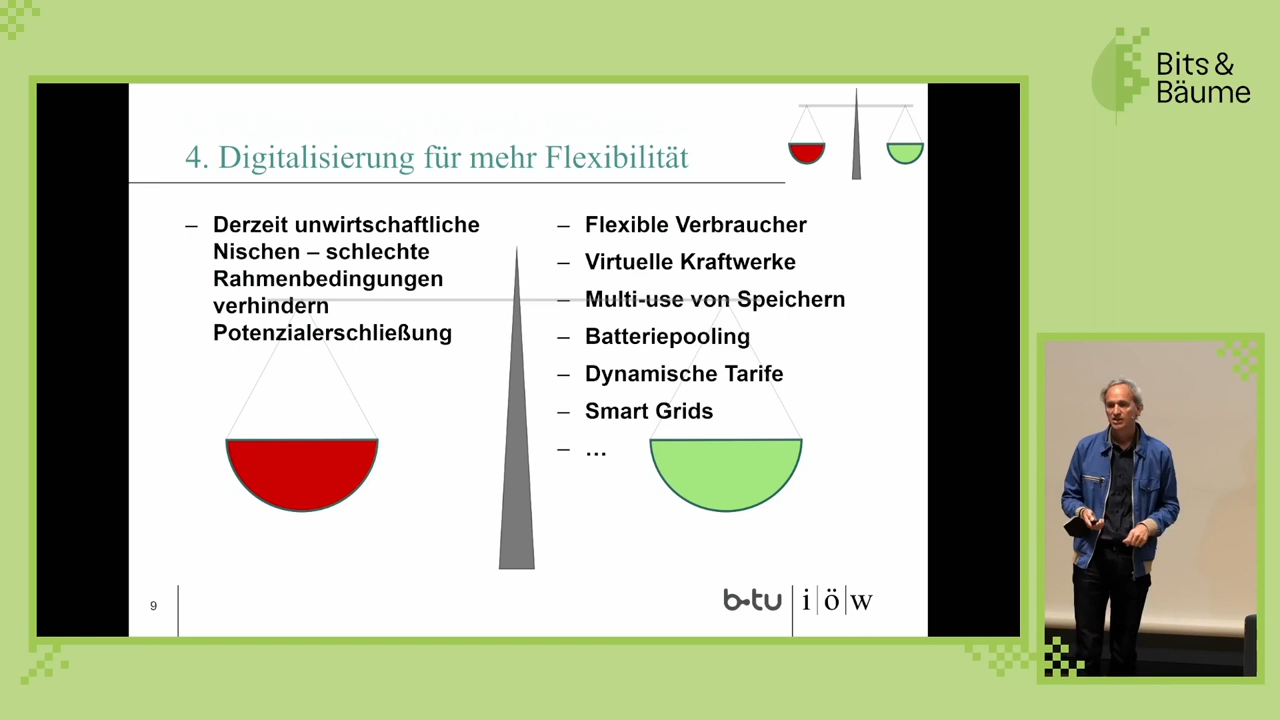 Bits &
Bäume
4. Digitalisierung für mehr Flexibilität
– Derzeit unwirtschaftliche
Nischen – schlechte
Rahmenbedingungen
verhindern
Potenzialerschließung
– Flexible Verbraucher
– Virtuelle Kraftwerke
– Multi-use von Speichern
– Batteriepooling
– Dynamische Tarife
– Smart Grids
– …
9
b-tu
i|ö|w